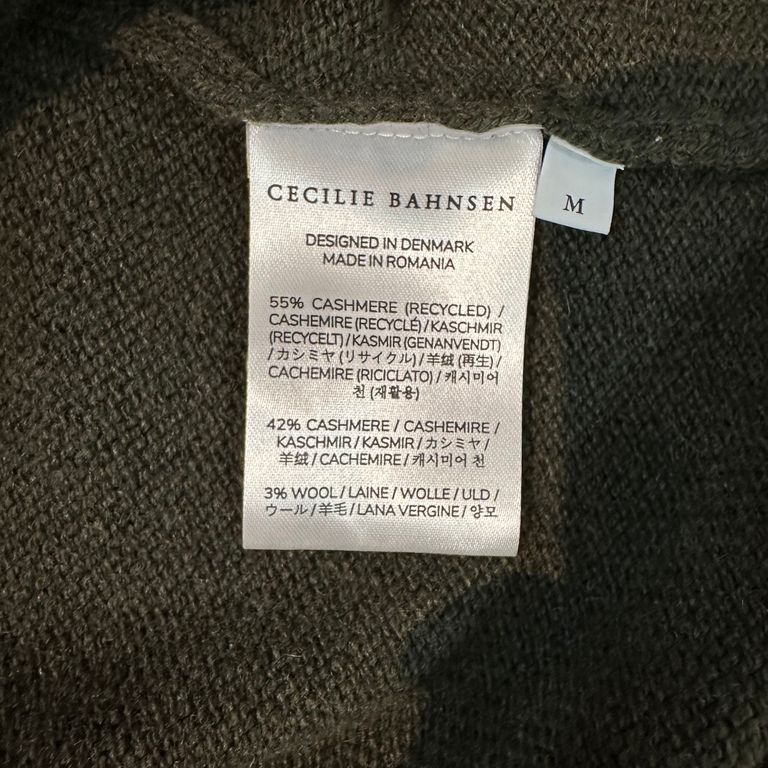 CECILIE BAHNSEN
M
DESIGNED IN DENMARK
MADE IN ROMANIA
55% CASHMERE (RECYCLED) /
CASHEMIRE (RECYCLÉ) / KASCHMIR
(RECYCELT) / KASMIR (GENANVENDT)
/ カシミヤ (リサイクル) / 羊绒 (再生) /
CACHEMIRE (RICICLATO) / 캐시미어
천 (재활용)
42% CASHMERE / CASHEMIRE /
KASCHMIR / KASMIR / カシミヤ /
羊绒 / CACHEMIRE / 캐시미어 천
3% WOOL / LAINE / WOLLE / ULD /
ウール / 羊毛 / LANA VERGINE / 양모